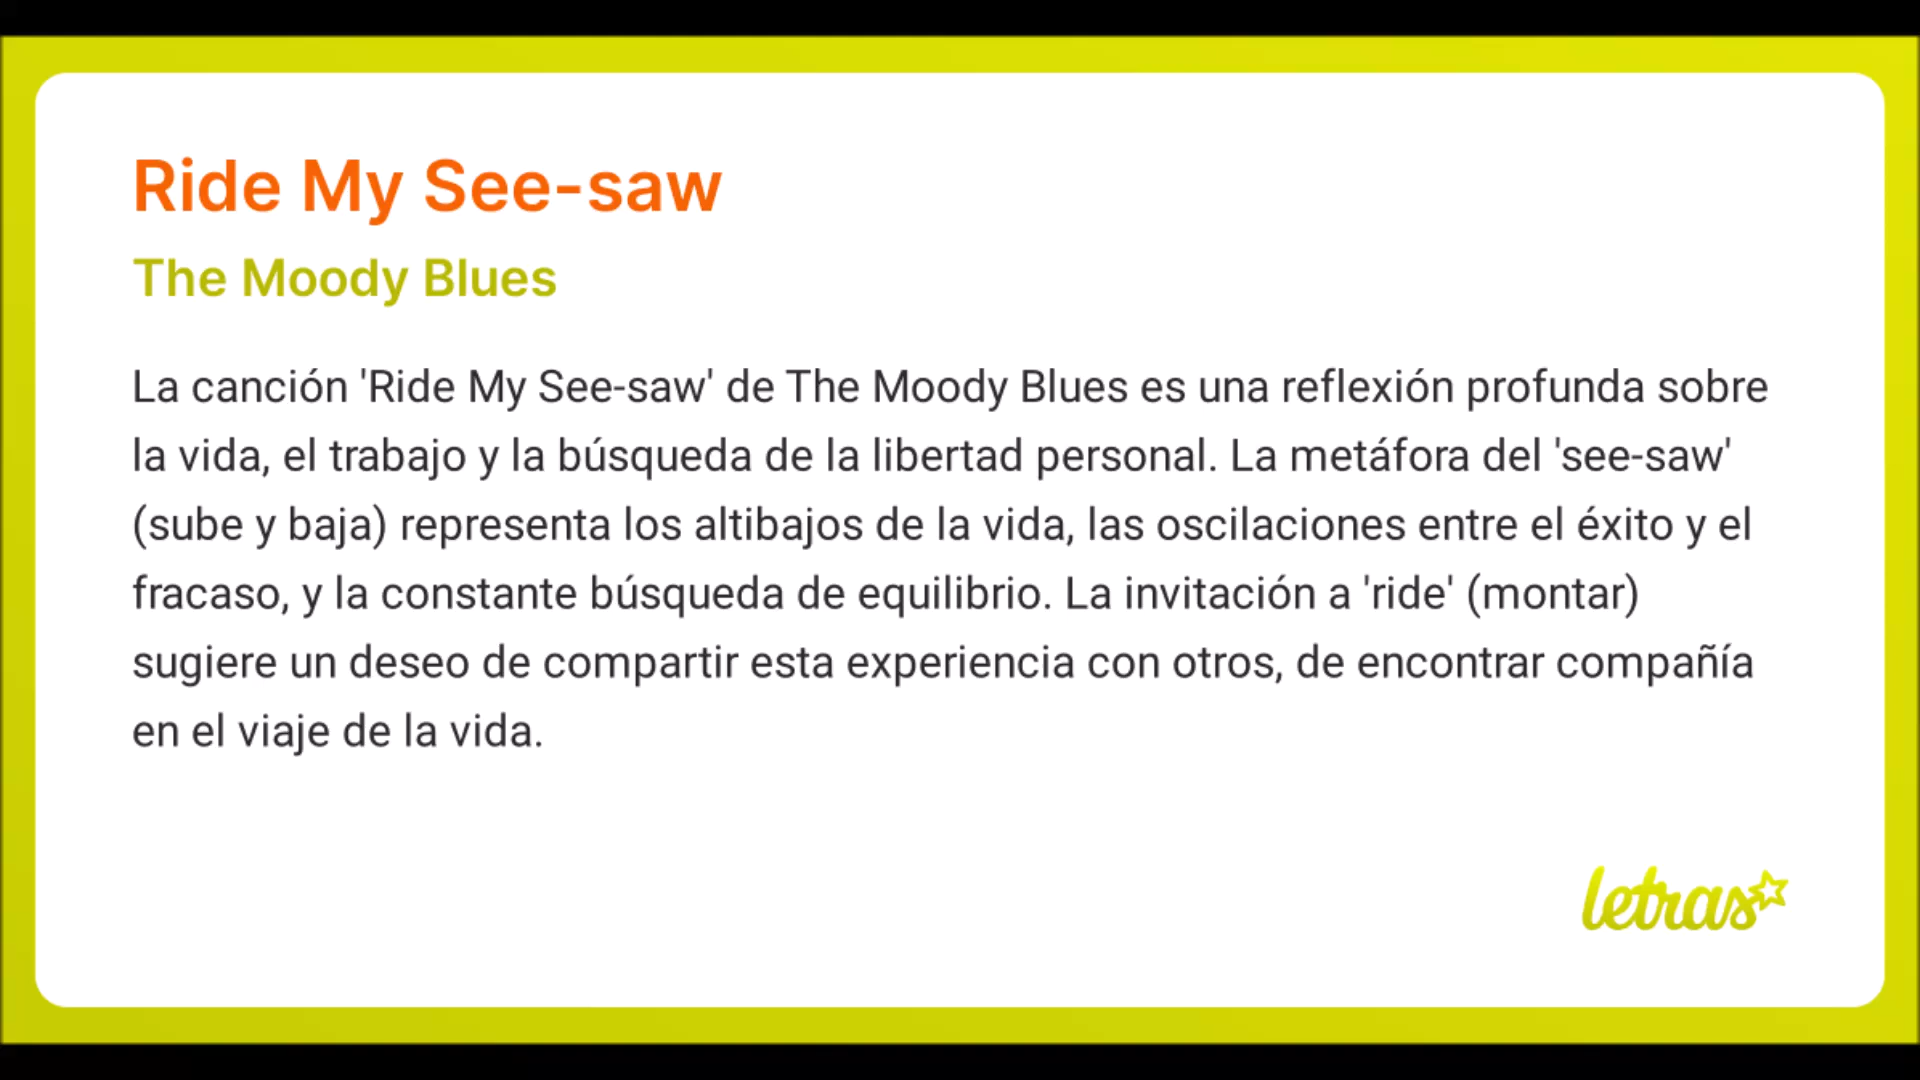 Ride My See-saw
The Moody Blues
La canción 'Ride My See-saw' de The Moody Blues es una reflexión profunda sobre
la vida, el trabajo y la búsqueda de la libertad personal. La metáfora del 'see-saw'
(sube y baja) representa los altibajos de la vida, las oscilaciones entre el éxito y el
fracaso, y la constante búsqueda de equilibrio. La invitación a 'ride' (montar)
sugiere un deseo de compartir esta experiencia con otros, de encontrar compañía
en el viaje de la vida.
letras